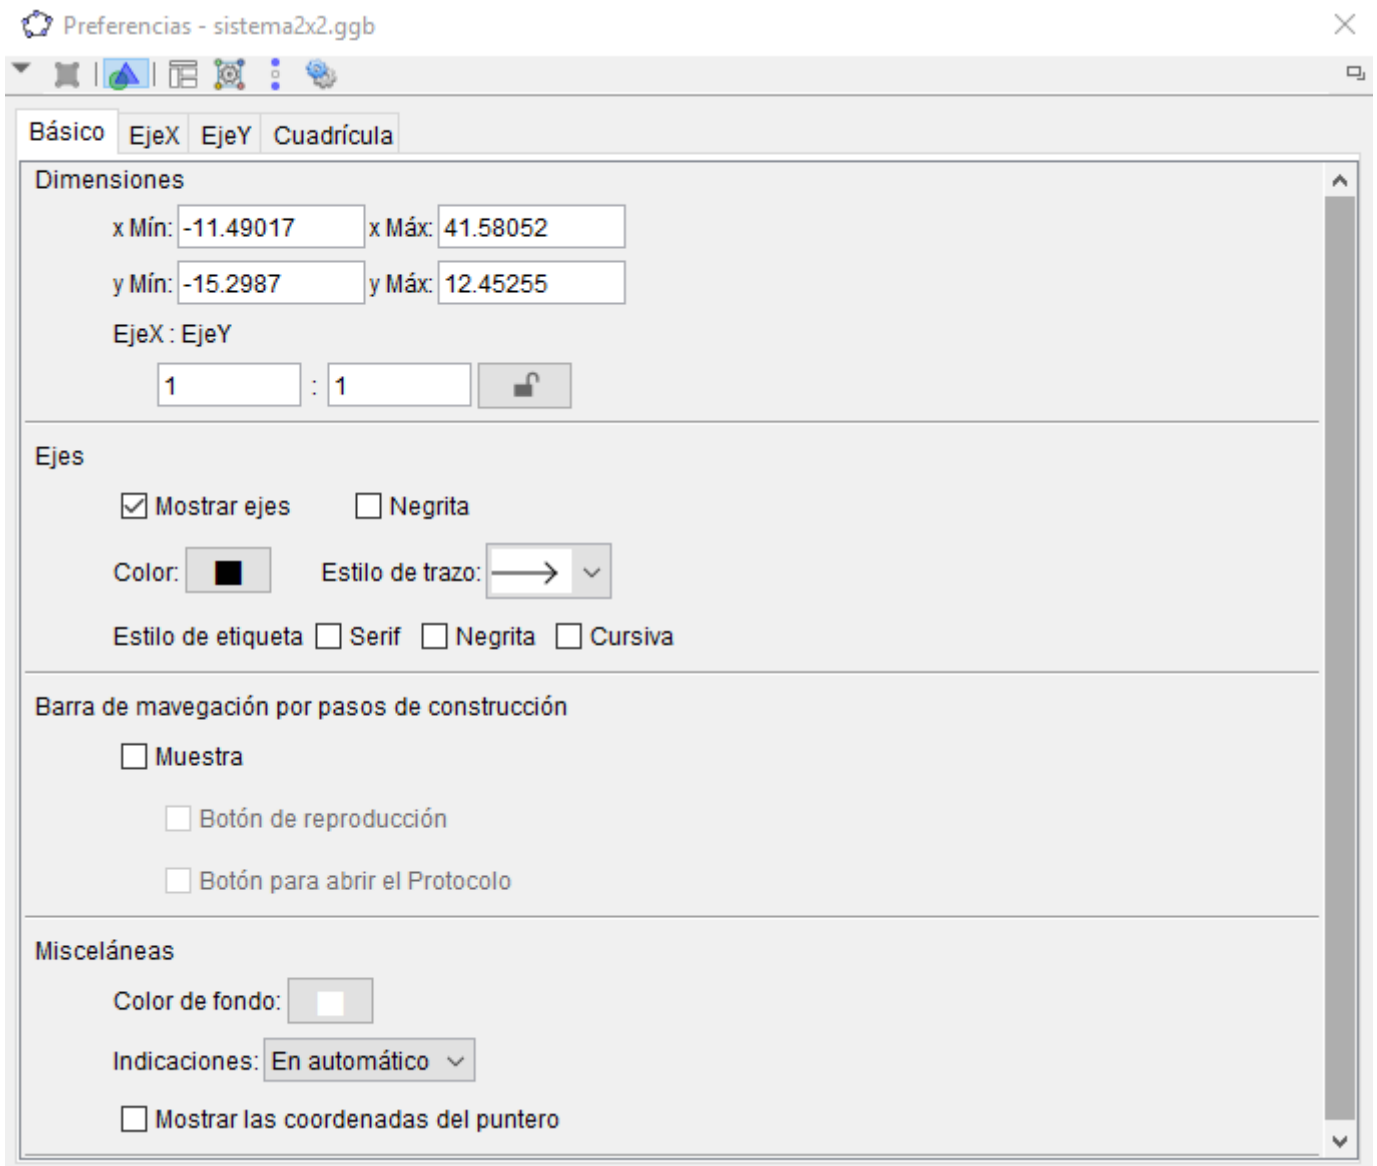 Preferencias - sistema2x2.ggb
Básico EjeX EjeY Cuadrícula
Dimensiones
x Mín: -11.49017 x Máx: 41.58052
y Mín: -15.2987 y Máx: 12.45255
EjeX : EjeY
1 : 1
Ejes
Mostrar ejes Negrita
Color: Estilo de trazo:
Estilo de etiqueta Serif Negrita Cursiva
Barra de mavegación por pasos de construcción
Muestra
Botón de reproducción
Botón para abrir el Protocolo
Misceláneas
Color de fondo:
Indicaciones: En automático
Mostrar las coordenadas del puntero